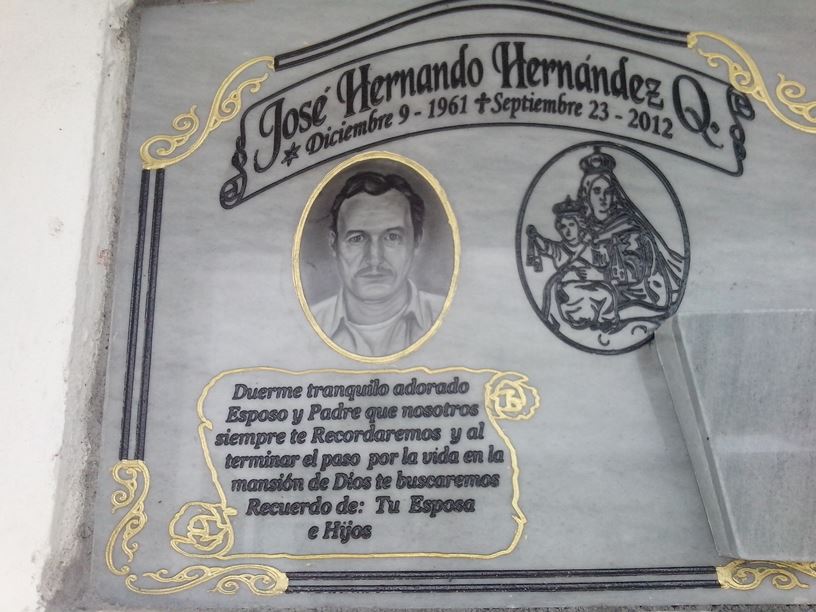 José Hernando Hernández Q.
Diciembre 9 - 1961 ✝ Septiembre 23 - 2012
Duerme tranquilo adorado
Esposo y Padre que nosotros
siempre te Recordaremos y al
terminar el paso por la vida en la
mansión de Dios te buscaremos
Recuerdo de: Tu Esposa
e Hijos